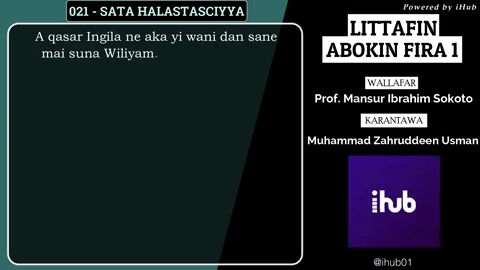 021 - SATA HALASTASCIYYA
A qasar Ingila ne aka yi wani dan sane
mai suna Wiliyam.
Powered by iHub
LITTAFIN
ABOKIN FIRA 1
WALLAFAR
Prof. Mansur Ibrahim Sokoto
KARANTAWA
Muhammad Zahruddeen Usman
iihub
@ihub01